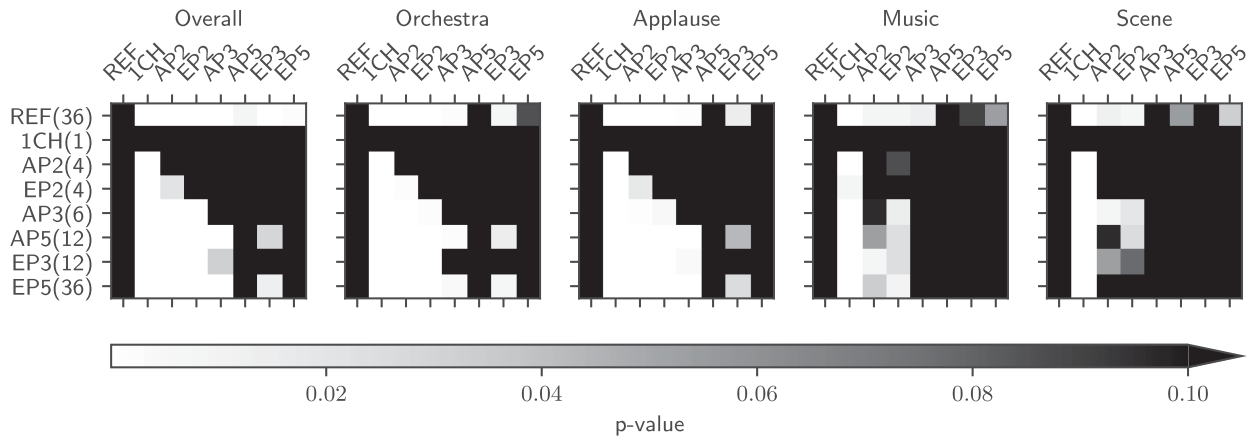 Overall Orchestra Applause Music Scene
REF 1CH AP2 EP2 AP3 AP5 EP3 EP5 REF 1CH AP2 EP2 AP3 AP5 EP3 EP5 REF 1CH AP2 EP2 AP3 AP5 EP3 EP5 REF 1CH AP2 EP2 AP3 AP5 EP3 EP5 REF 1CH AP2 EP2 AP3 AP5 EP3 EP5
REF(36)
1CH(1)
AP2(4)
EP2(4)
AP3(6)
AP5(12)
EP3(12)
EP5(36)
0.02 0.04 0.06 0.08 0.10
p-value